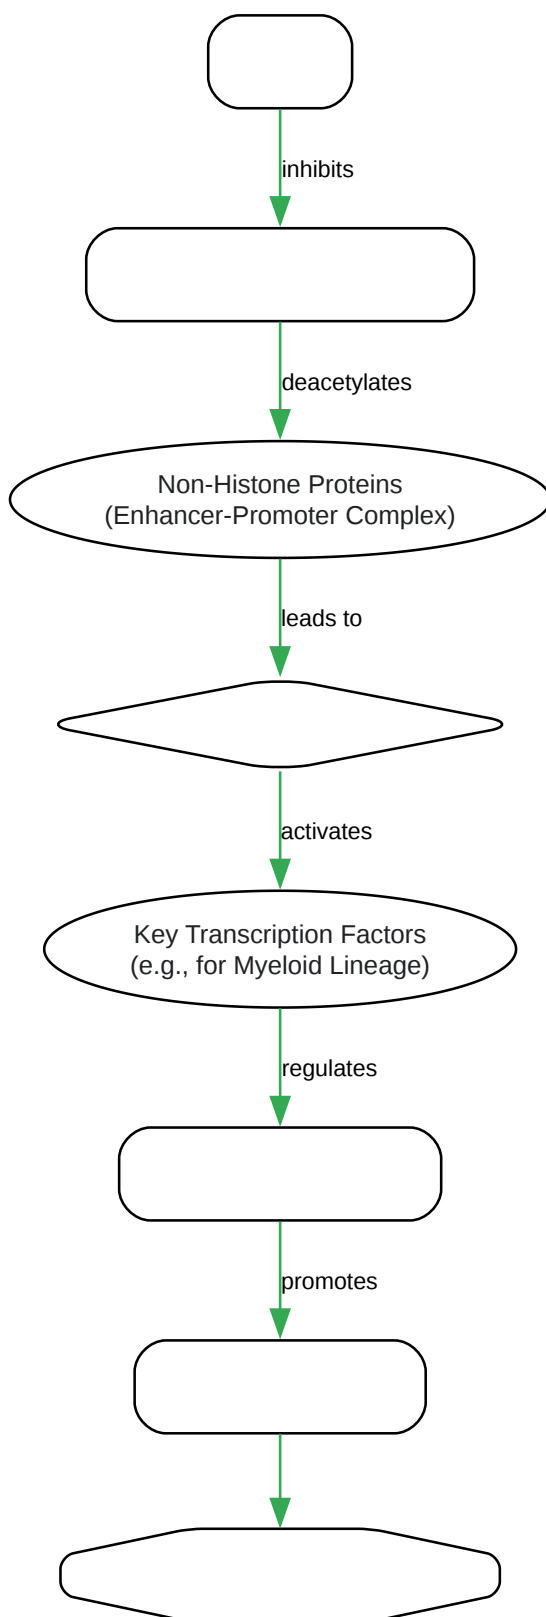 inhibits
deacetylates
Non-Histone Proteins
(Enhancer-Promoter Complex)
leads to
activates
Key Transcription Factors
(e.g., for Myeloid Lineage)
regulates
promotes